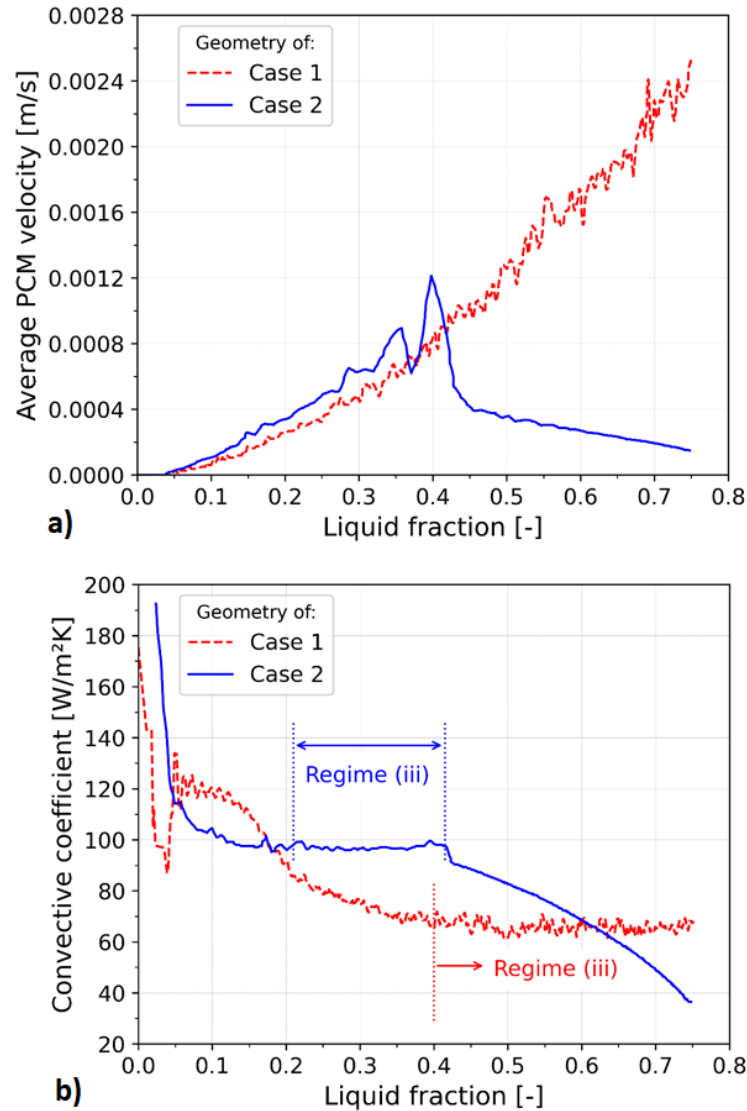 Average PCM velocity [m/s]
0.0028
0.0024
0.0020
0.0016
0.0012
0.0008
0.0004
0.0000
Geometry of:
Case 1
Case 2
0.0 0.1 0.2 0.3 0.4 0.5 0.6 0.7 0.8
Liquid fraction [-]
a)
Convective coefficient [W/m²K]
200
180
160
140
120
100
80
60
40
20
Geometry of:
Case 1
Case 2
Regime (iii)
Regime (iii)
0.0 0.1 0.2 0.3 0.4 0.5 0.6 0.7 0.8
Liquid fraction [-]
b)